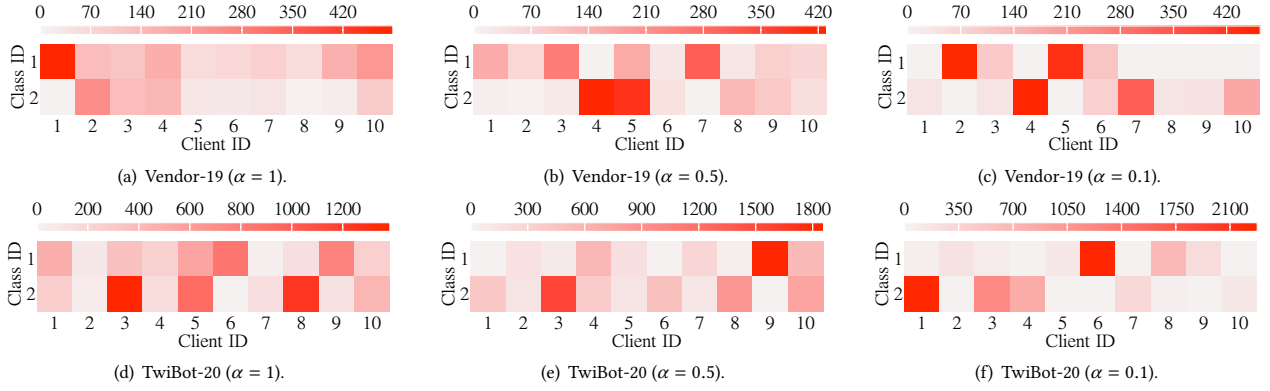 0 70 140 210 280 350 420
Class ID
1
2
1 2 3 4 5 6 7 8 9 10
Client ID
(a) Vendor-19 (α = 1).
0 70 140 210 280 350 420
Class ID
1
2
1 2 3 4 5 6 7 8 9 10
Client ID
(b) Vendor-19 (α = 0.5).
0 70 140 210 280 350 420
Class ID
1
2
1 2 3 4 5 6 7 8 9 10
Client ID
(c) Vendor-19 (α = 0.1).
0 200 400 600 800 1000 1200
Class ID
1
2
1 2 3 4 5 6 7 8 9 10
Client ID
(d) TwiBot-20 (α = 1).
0 300 600 900 1200 1500 1800
Class ID
1
2
1 2 3 4 5 6 7 8 9 10
Client ID
(e) TwiBot-20 (α = 0.5).
0 350 700 1050 1400 1750 2100
Class ID
1
2
1 2 3 4 5 6 7 8 9 10
Client ID
(f) TwiBot-20 (α = 0.1).